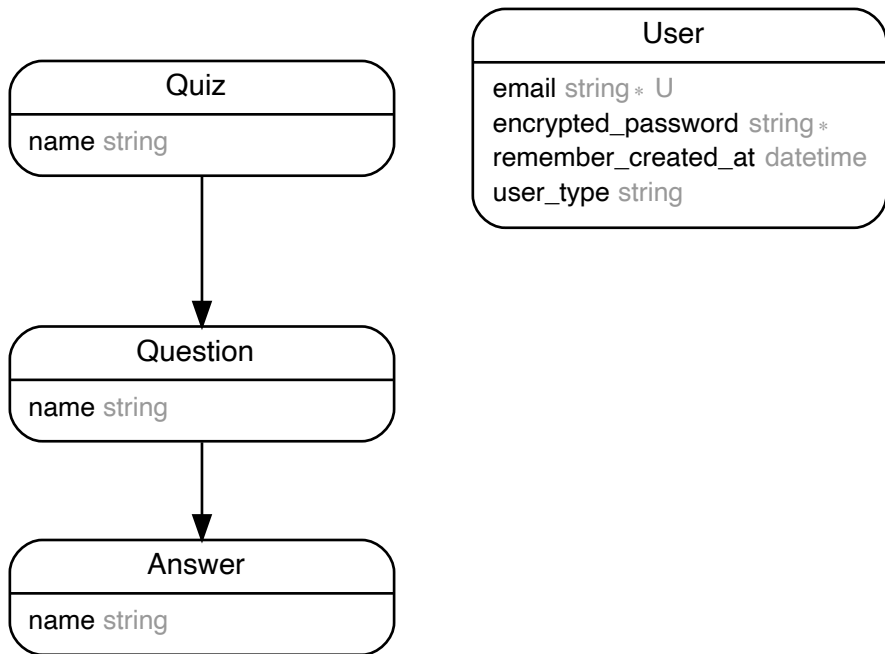 Quiz
name string
Question
name string
Answer
name string
User
email string∗ U
encrypted_password string∗
remember_created_at datetime
user_type string